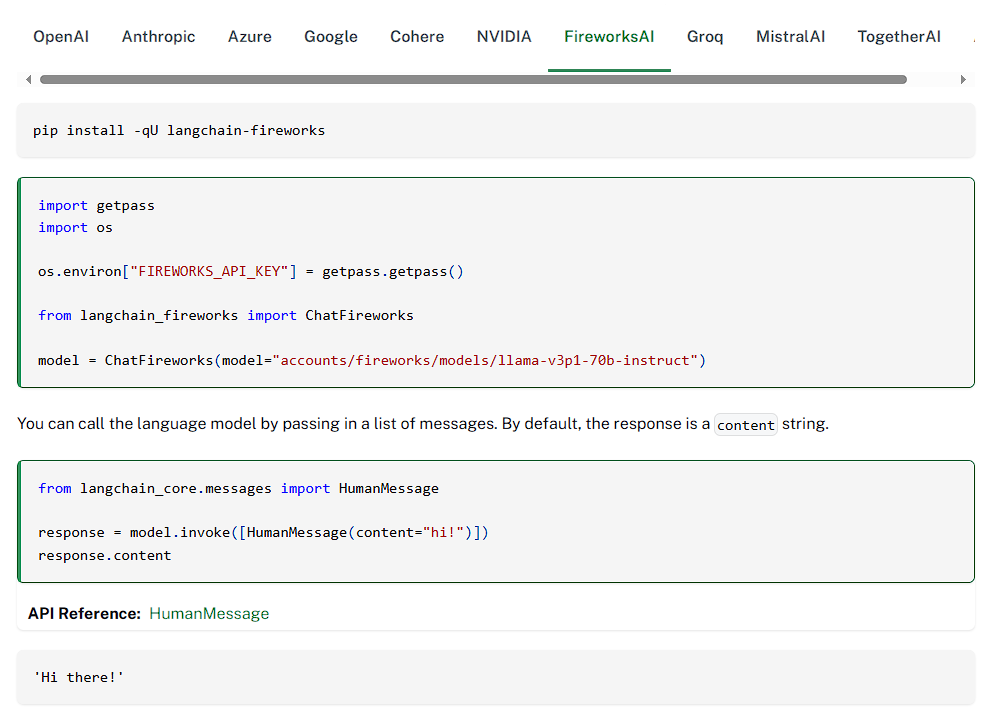 OpenAI Anthropic Azure Google Cohere NVIDIA FireworksAI Groq MistralAI TogetherAI
pip install -qU langchain-fireworks
import getpass
import os
os.environ["FIREWORKS_API_KEY"] = getpass.getpass()
from langchain_fireworks import ChatFireworks
model = ChatFireworks(model="accounts/fireworks/models/llama-v3p1-70b-instruct")
You can call the language model by passing in a list of messages. By default, the response is a content string.
from langchain_core.messages import HumanMessage
response = model.invoke([HumanMessage(content="hi!")])
response.content
API Reference: HumanMessage
'Hi there!'